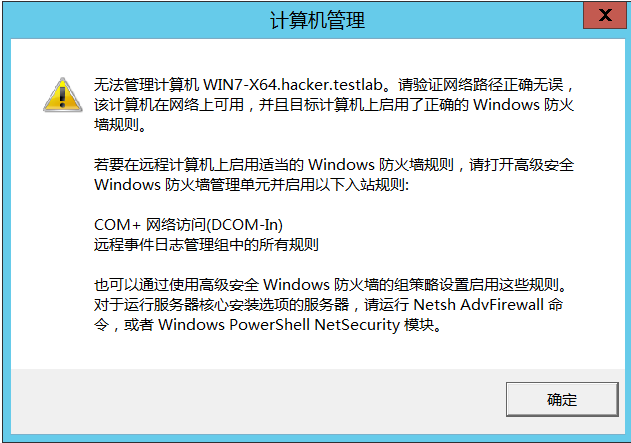 计算机管理
X
无法管理计算机 WIN7-X64.hacker.testlab。请验证网络路径正确无误，
该计算机在网络上可用，并且目标计算机上启用了正确的 Windows 防火
墙规则。
若要在远程计算机上启用适当的 Windows 防火墙规则，请打开高级安全
Windows 防火墙管理单元并启用以下入站规则:
COM+ 网络访问(DCOM-In)
远程事件日志管理组中的所有规则
也可以通过使用高级安全 Windows 防火墙的组策略设置启用这些规则。
对于运行服务器核心安装选项的服务器，请运行 Netsh AdvFirewall 命
令，或者 Windows PowerShell NetSecurity 模块。
确定